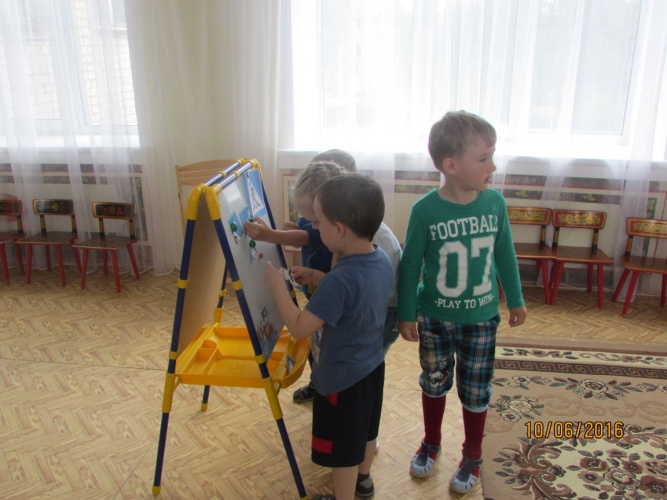 FOOTBALL
07
-PLAY TO WIN-
10/06/2016